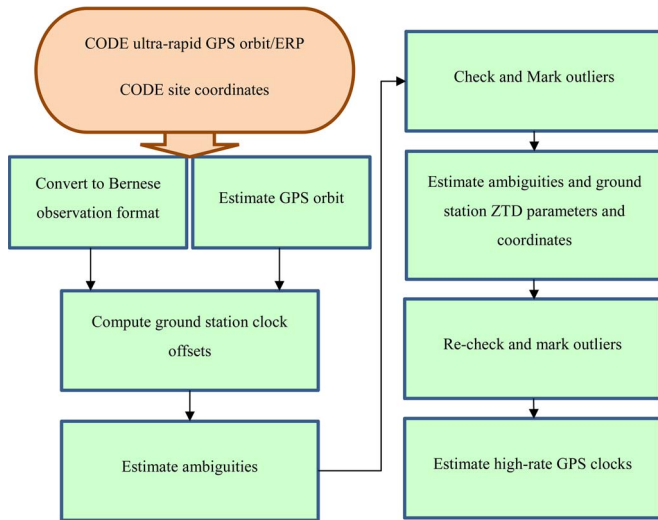 CODE ultra-rapid GPS orbit/ERP
CODE site coordinates
Convert to Bernese
observation format
Estimate GPS orbit
Compute ground station clock
offsets
Estimate ambiguities
Check and Mark outliers
Estimate ambiguities and ground
station ZTD parameters and
coordinates
Re-check and mark outliers
Estimate high-rate GPS clocks